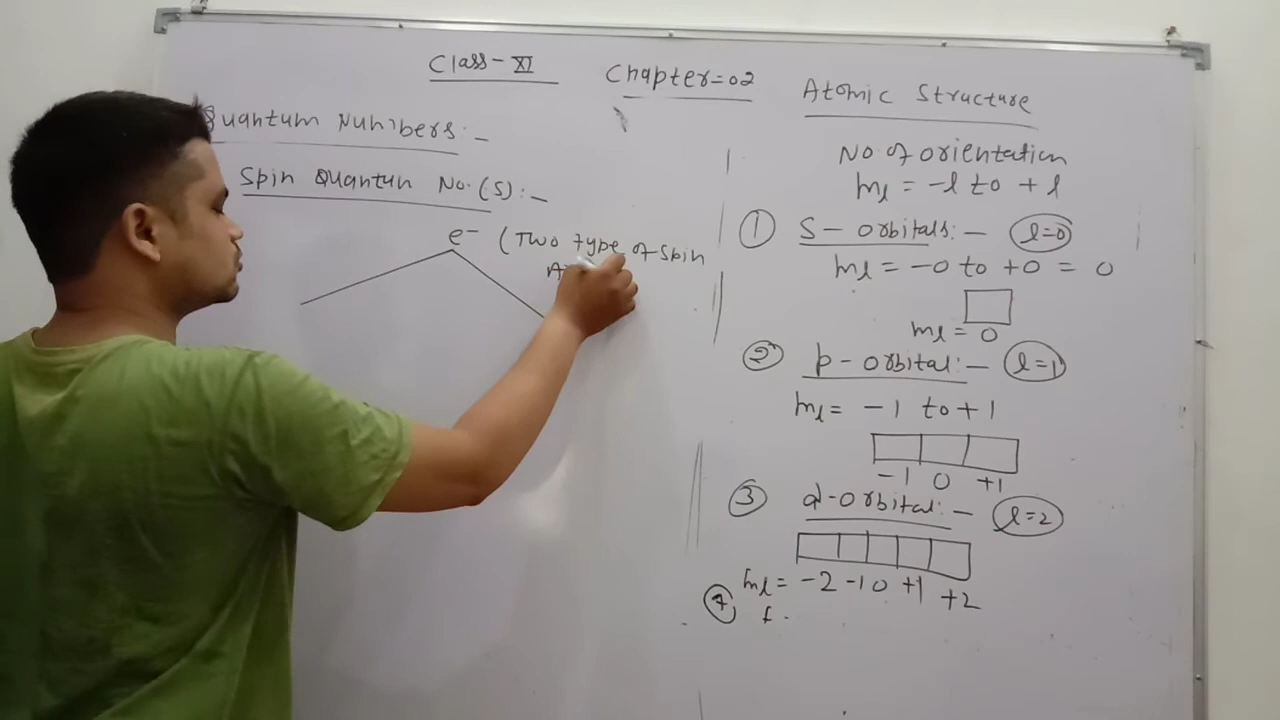 Class-XI
Chapter=02
Atomic Structure
Quantum Numbers:-
Spin Quantum No. (S):-
e- (Two type of Spin
No of orientation
ml = -l to +l
① S-orbitals:- l=0
ml = -0 to +0 = 0
ml = 0
② p-orbital:- l=1
ml = -1 to +1
-1 0 +1
③ d-orbital:- l=2
ml = -2 -1 0 +1 +2
f.